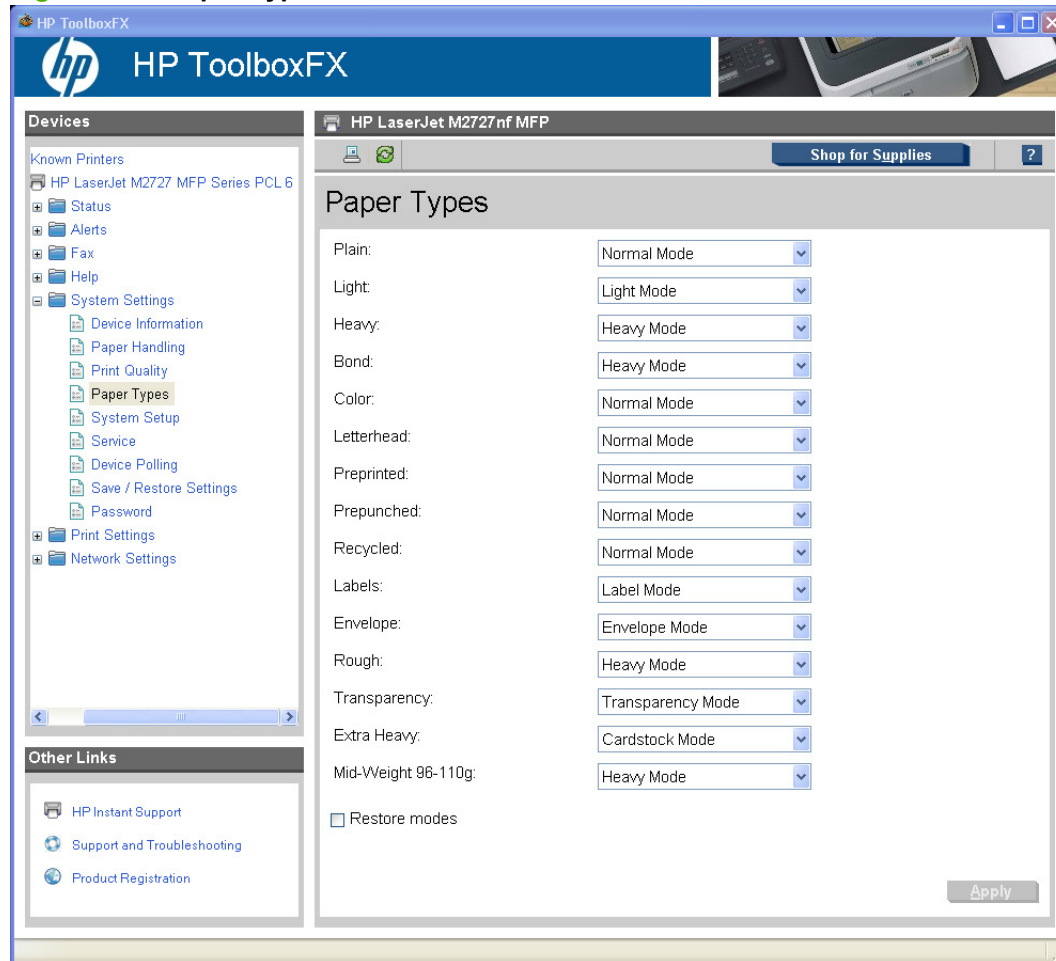 HP ToolboxFX
hp HP ToolboxFX
Devices
Known Printers
HP LaserJet M2727 MFP Series PCL 6
Status
Alerts
Fax
Help
System Settings
Device Information
Paper Handling
Print Quality
Paper Types
System Setup
Service
Device Polling
Save / Restore Settings
Password
Print Settings
Network Settings
Other Links
HP Instant Support
Support and Troubleshooting
Product Registration
HP LaserJet M2727nf MFP
Shop for Supplies ?
Paper Types
Plain: Normal Mode
Light: Light Mode
Heavy: Heavy Mode
Bond: Heavy Mode
Color: Normal Mode
Letterhead: Normal Mode
Preprinted: Normal Mode
Prepunched: Normal Mode
Recycled: Normal Mode
Labels: Label Mode
Envelope: Envelope Mode
Rough: Heavy Mode
Transparency: Transparency Mode
Extra Heavy: Cardstock Mode
Mid-Weight 96-110g: Heavy Mode
Restore modes
Apply